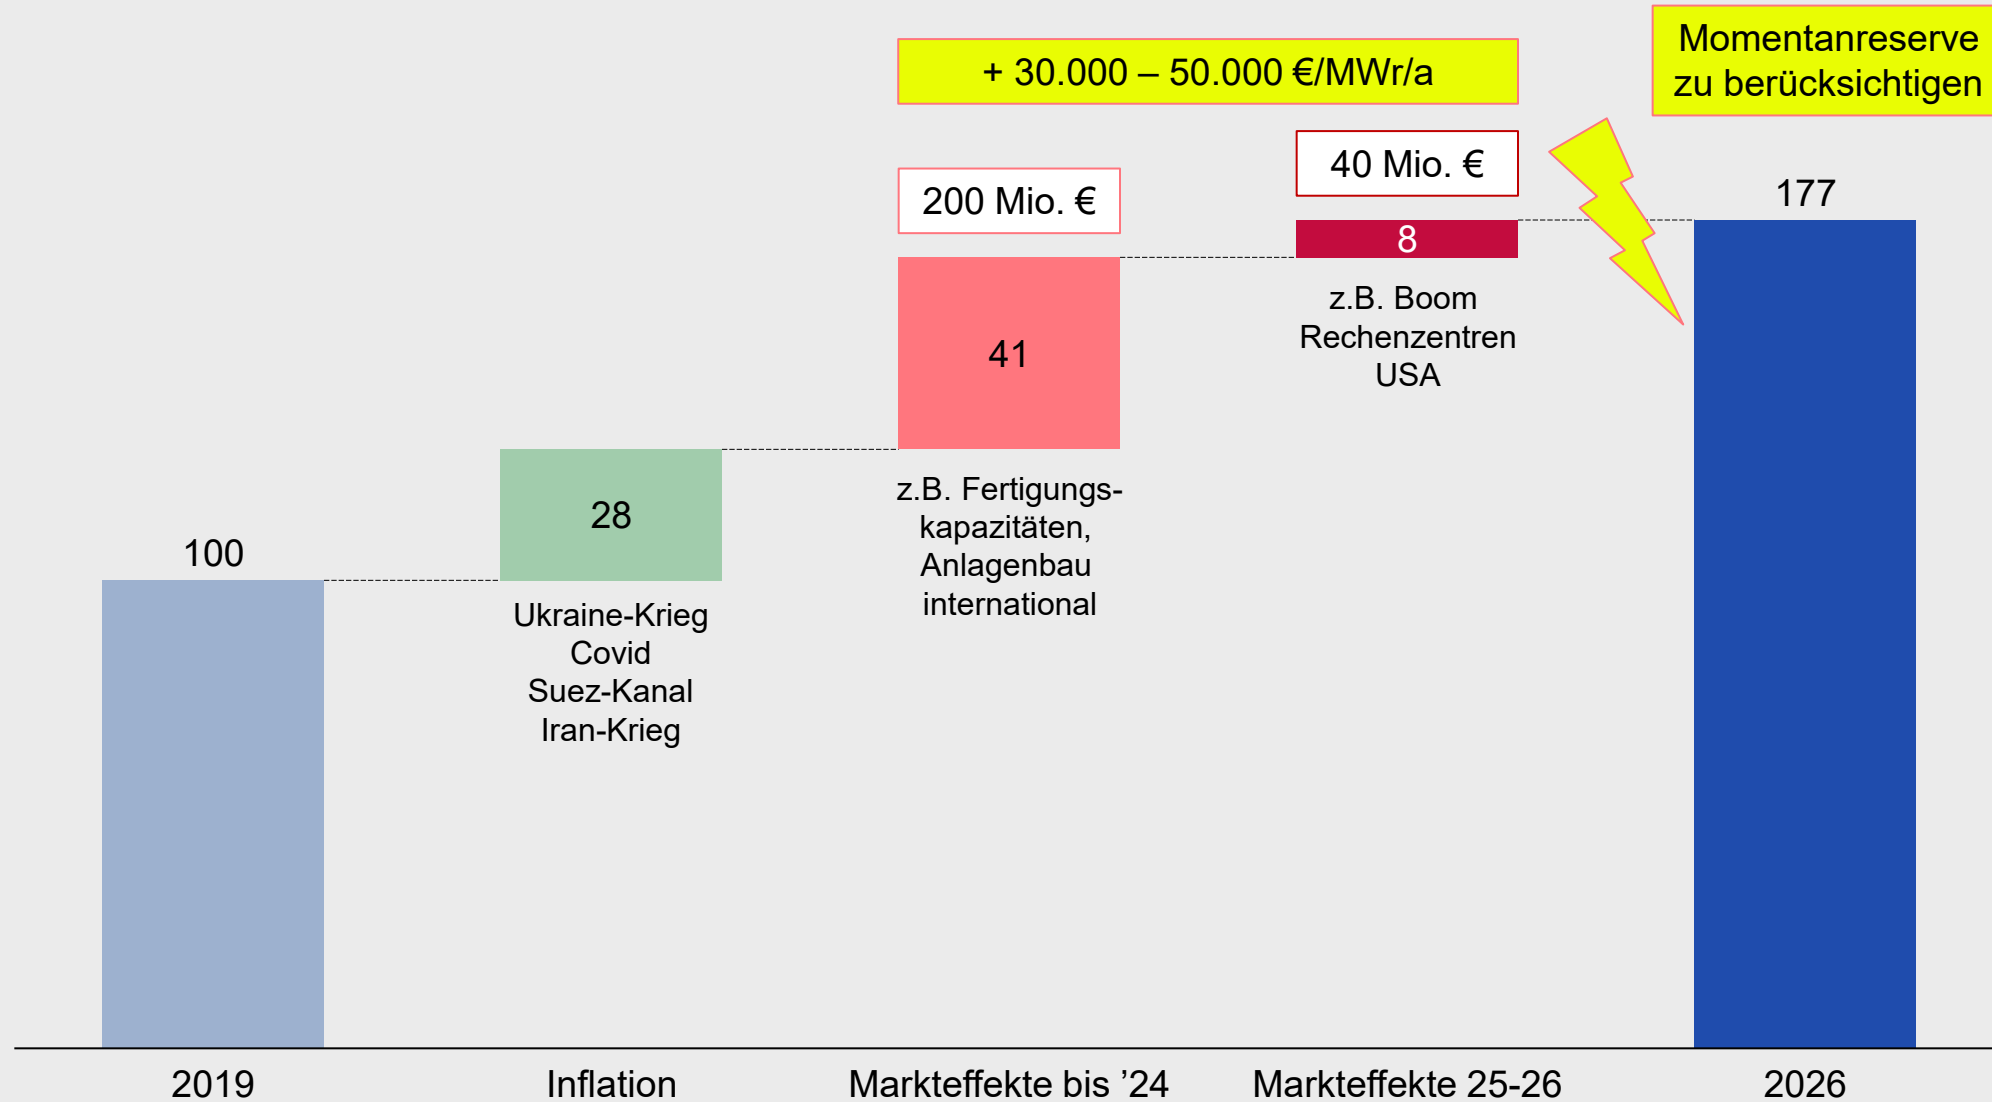 + 30.000 – 50.000 €/MWr/a
Momentanreserve
zu berücksichtigen
200 Mio. €
40 Mio. €
177
8
z.B. Boom
Rechenzentren
USA
41
z.B. Fertigungs-
kapazitäten,
Anlagenbau
international
28
Ukraine-Krieg
Covid
Suez-Kanal
Iran-Krieg
100
2019
Inflation
Markteffekte bis ’24
Markteffekte 25-26
2026